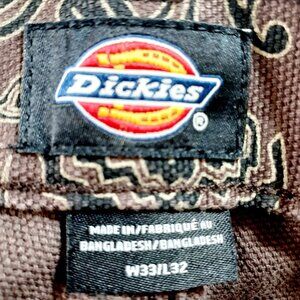 Dickies
®
MADE IN/FABRIQUÉ AU
BANGLADESH/BANGLADESH
W33/L32